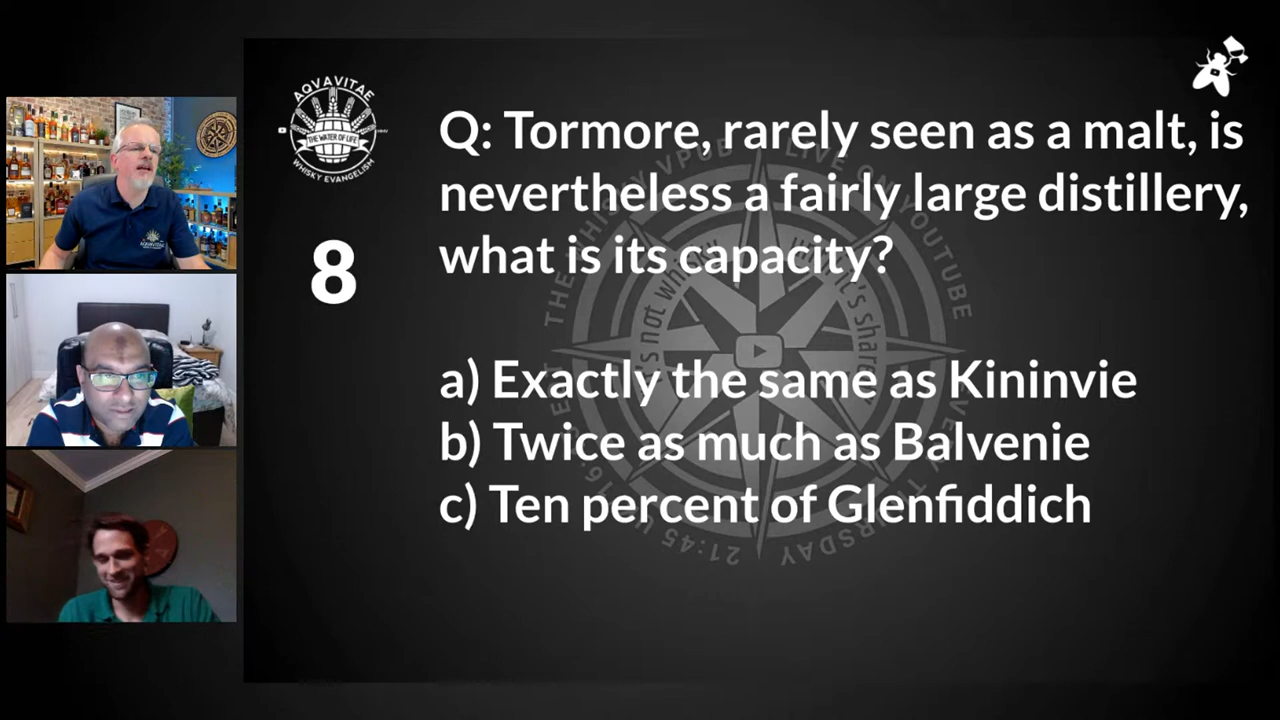 AQVAVITAE
THE WATER OF LIFE
WHISKY EVANGELISM
8
Q: Tormore, rarely seen as a malt, is
nevertheless a fairly large distillery,
what is its capacity?
a) Exactly the same as Kininvie
b) Twice as much as Balvenie
c) Ten percent of Glenfiddich
AQVAVITAE